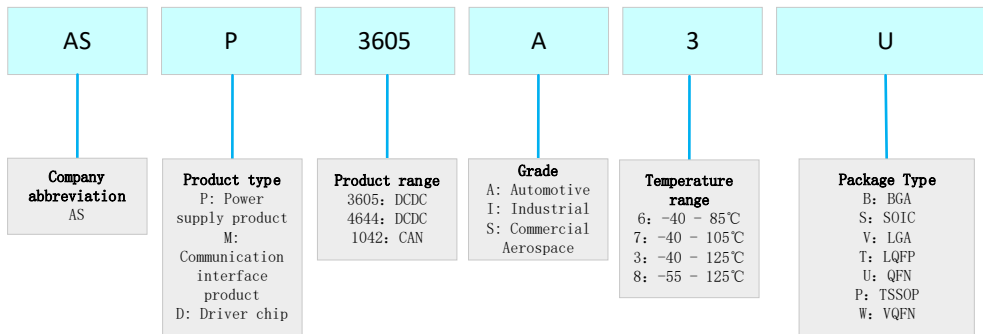 AS P 3605 A 3 U
Company
abbreviation
AS
Product type
P: Power
supply product
M:
Communication
interface
product
D: Driver chip
Product range
3605: DCDC
4644: DCDC
1042: CAN
Grade
A: Automotive
I: Industrial
S: Commercial
Aerospace
Temperature
range
6: -40 - 85℃
7: -40 - 105℃
3: -40 - 125℃
8: -55 - 125℃
Package Type
B: BGA
S: SOIC
V: LGA
T: LQFP
U: QFN
P: TSSOP
W: VQFN